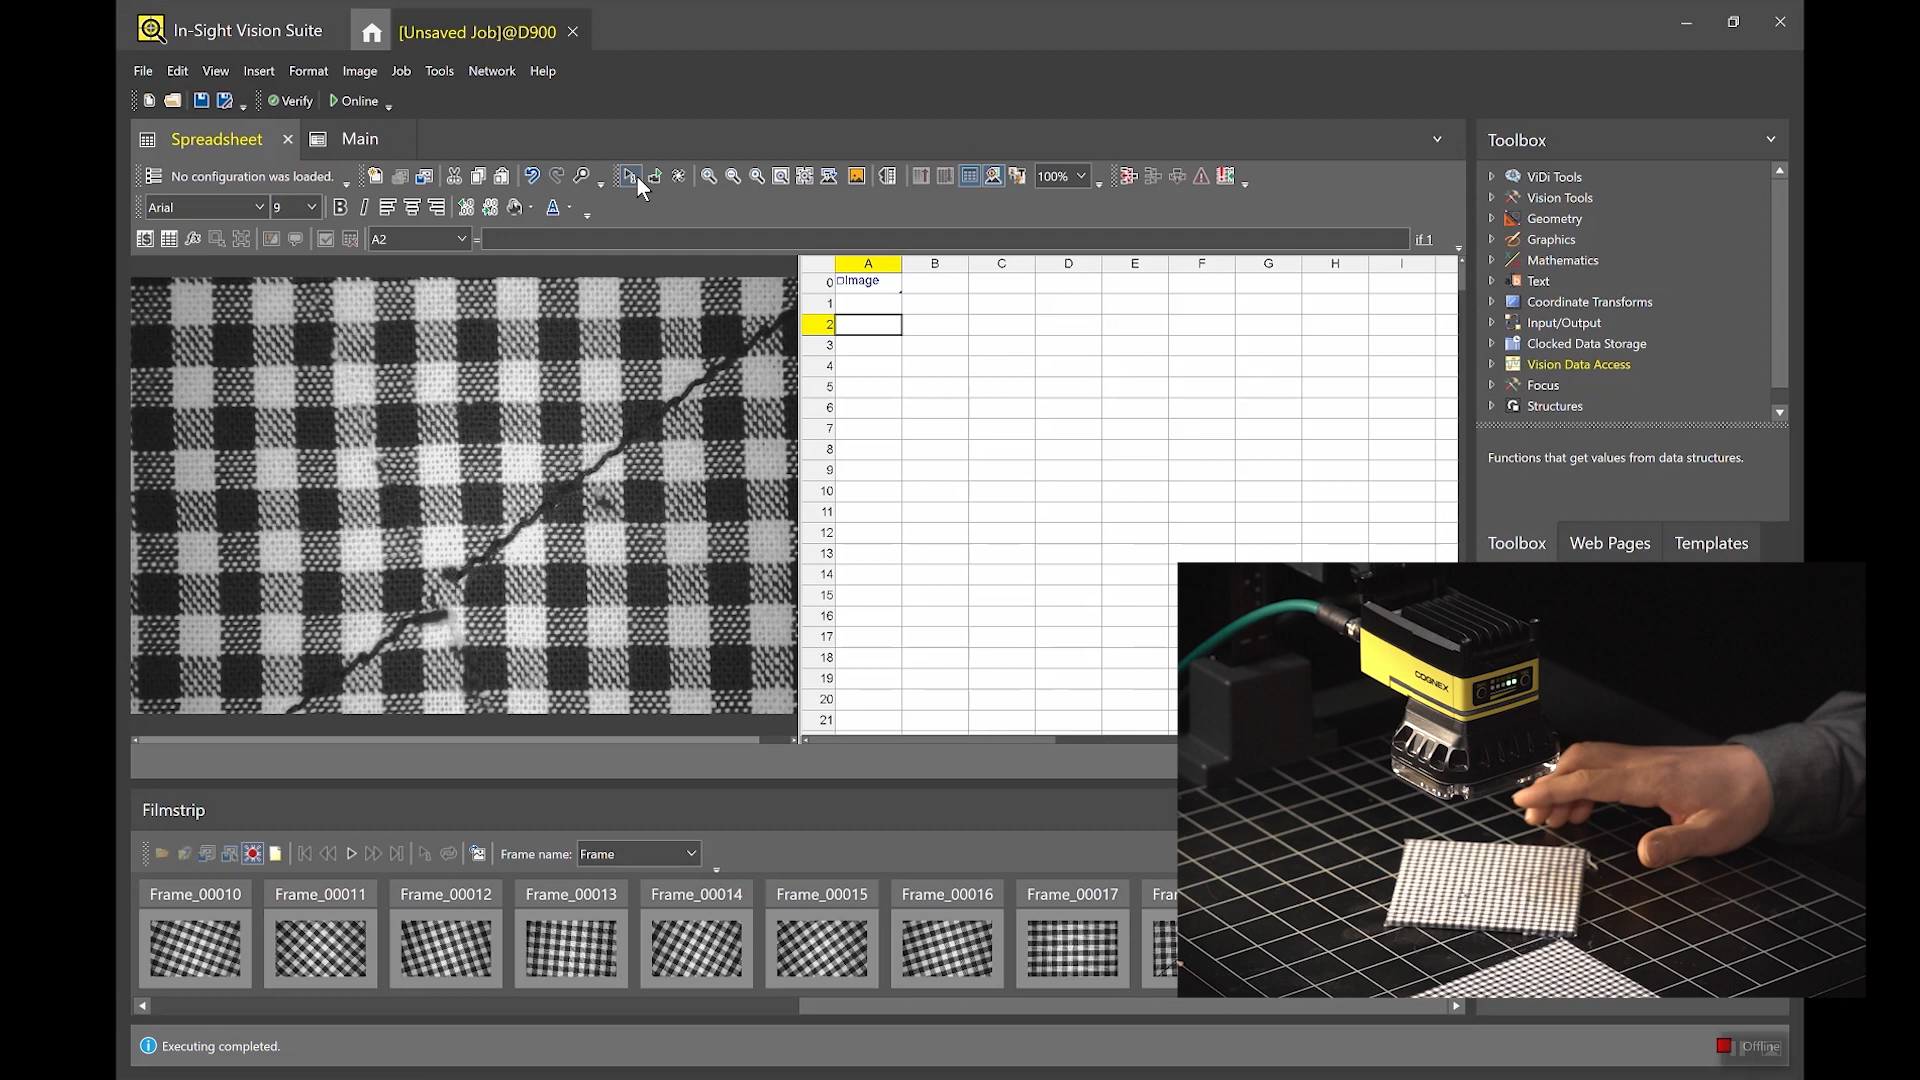 In-Sight Vision Suite
[Unsaved Job]@D900
File Edit View Insert Format Image Job Tools Network Help
Verify Online
Spreadsheet Main
Toolbox
No configuration was loaded.
100%
Arial 9
A2 = if 1
ViDi Tools
Vision Tools
Geometry
Graphics
Mathematics
Text
Coordinate Transforms
Input/Output
Clocked Data Storage
Vision Data Access
Focus
Structures
Functions that get values from data structures.
Toolbox Web Pages Templates
A B C D E F G H I
0 Image
1
2
3
4
5
6
7
8
9
10
11
12
13
14
15
16
17
18
19
20
21
COGNEX
Filmstrip
Frame name: Frame
Frame_00010 Frame_00011 Frame_00012 Frame_00013 Frame_00014 Frame_00015 Frame_00016 Frame_00017 Fra
Executing completed.
Offline